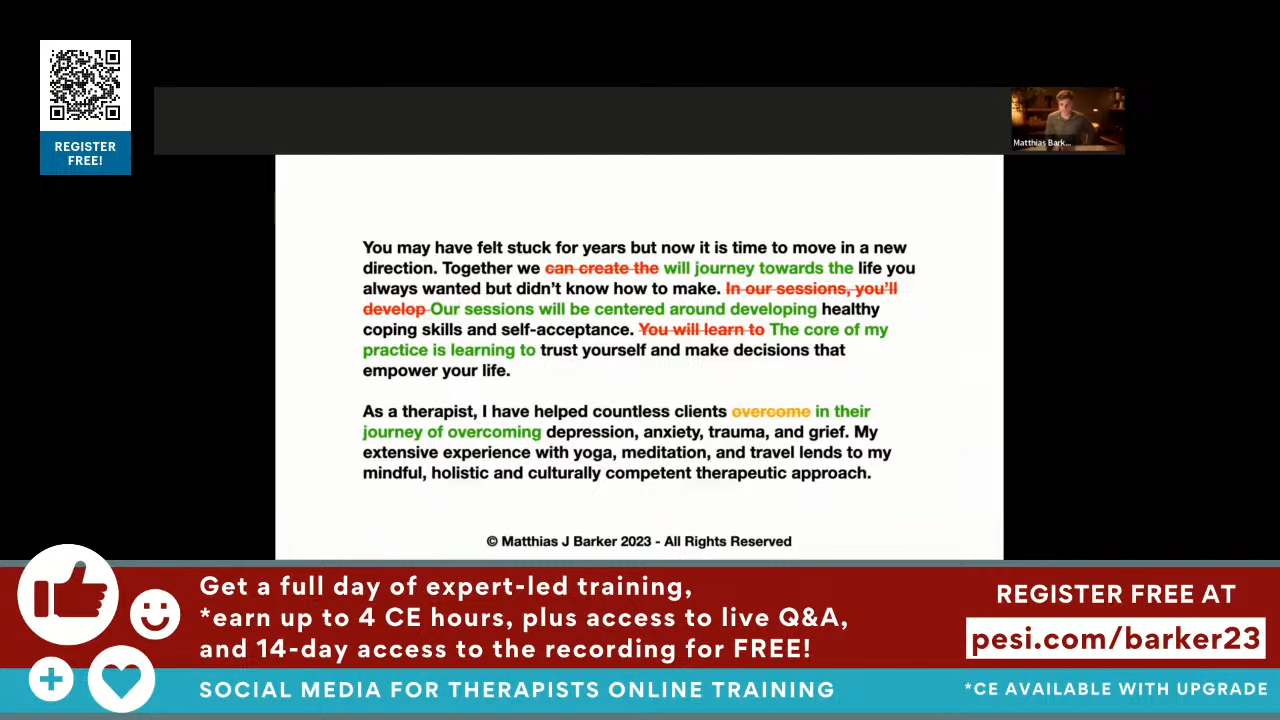 REGISTER
FREE!
Matthias Bark...
You may have felt stuck for years but now it is time to move in a new
direction. Together we can create the will journey towards the life you
always wanted but didn’t know how to make. In our sessions, you’ll
develop Our sessions will be centered around developing healthy
coping skills and self-acceptance. You will learn to The core of my
practice is learning to trust yourself and make decisions that
empower your life.
As a therapist, I have helped countless clients overcome in their
journey of overcoming depression, anxiety, trauma, and grief. My
extensive experience with yoga, meditation, and travel lends to my
mindful, holistic and culturally competent therapeutic approach.
© Matthias J Barker 2023 - All Rights Reserved
Get a full day of expert-led training,
*earn up to 4 CE hours, plus access to live Q&A,
and 14-day access to the recording for FREE!
REGISTER FREE AT
pesi.com/barker23
SOCIAL MEDIA FOR THERAPISTS ONLINE TRAINING
*CE AVAILABLE WITH UPGRADE